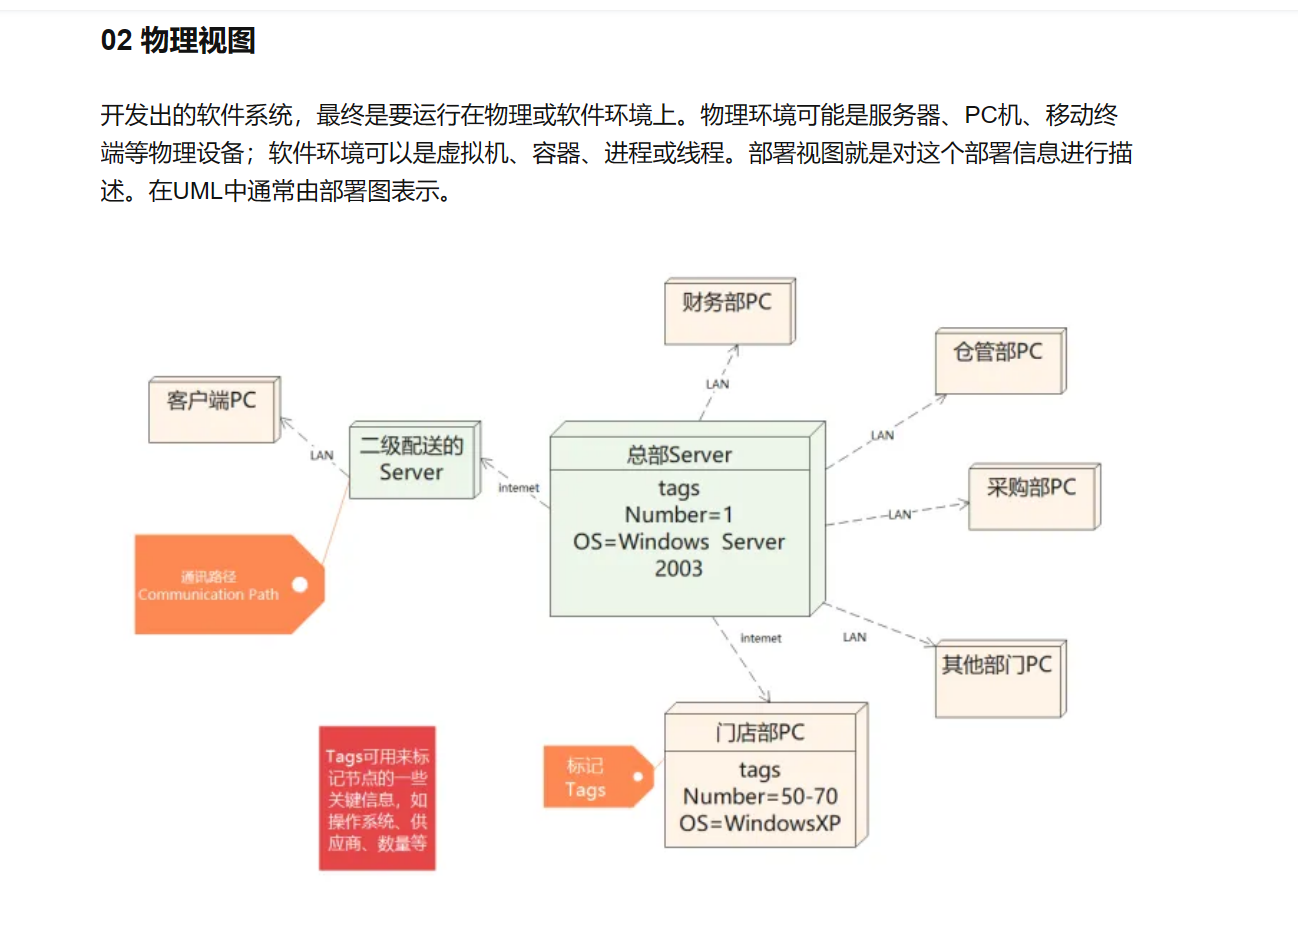 02 物理视图
开发出的软件系统，最终是要运行在物理或软件环境上。物理环境可能是服务器、PC机、移动终
端等物理设备；软件环境可以是虚拟机、容器、进程或线程。部署视图就是对这个部署信息进行描
述。在UML中通常由部署图表示。
财务部PC
仓管部PC
LAN
客户端PC
LAN
二级配送的
Server
LAN
internet
总部Server
tags
Number=1
OS=Windows Server
2003
采购部PC
LAN
通讯路径
Communication Path
internet
LAN
其他部门PC
门店部PC
tags
Number=50-70
OS=WindowsXP
标记
Tags
Tags可用来标
记节点的一些
关键信息，如
操作系统、供
应商、数量等